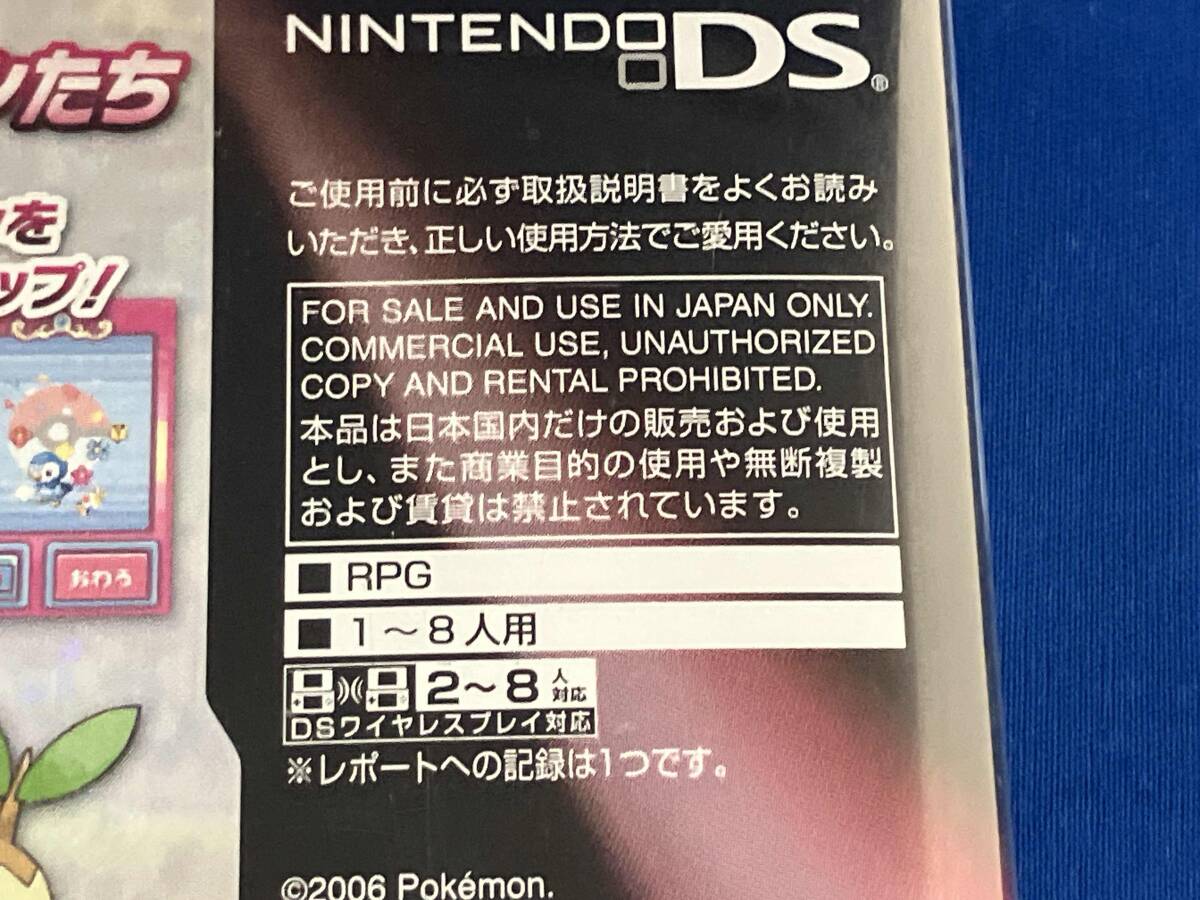 NINTENDO DS®
ンたち
ご使用前に必ず取扱説明書をよくお読み
いただき、正しい使用方法でご愛用ください。
を
ップ!
FOR SALE AND USE IN JAPAN ONLY.
COMMERCIAL USE, UNAUTHORIZED
COPY AND RENTAL PROHIBITED.
本品は日本国内だけの販売および使用
とし、また商業目的の使用や無断複製
および賃貸は禁止されています。
おわる
■ RPG
■ 1～8人用
2～8人対応
DSワイヤレスプレイ対応
※レポートへの記録は1つです。
©2006 Pokémon.